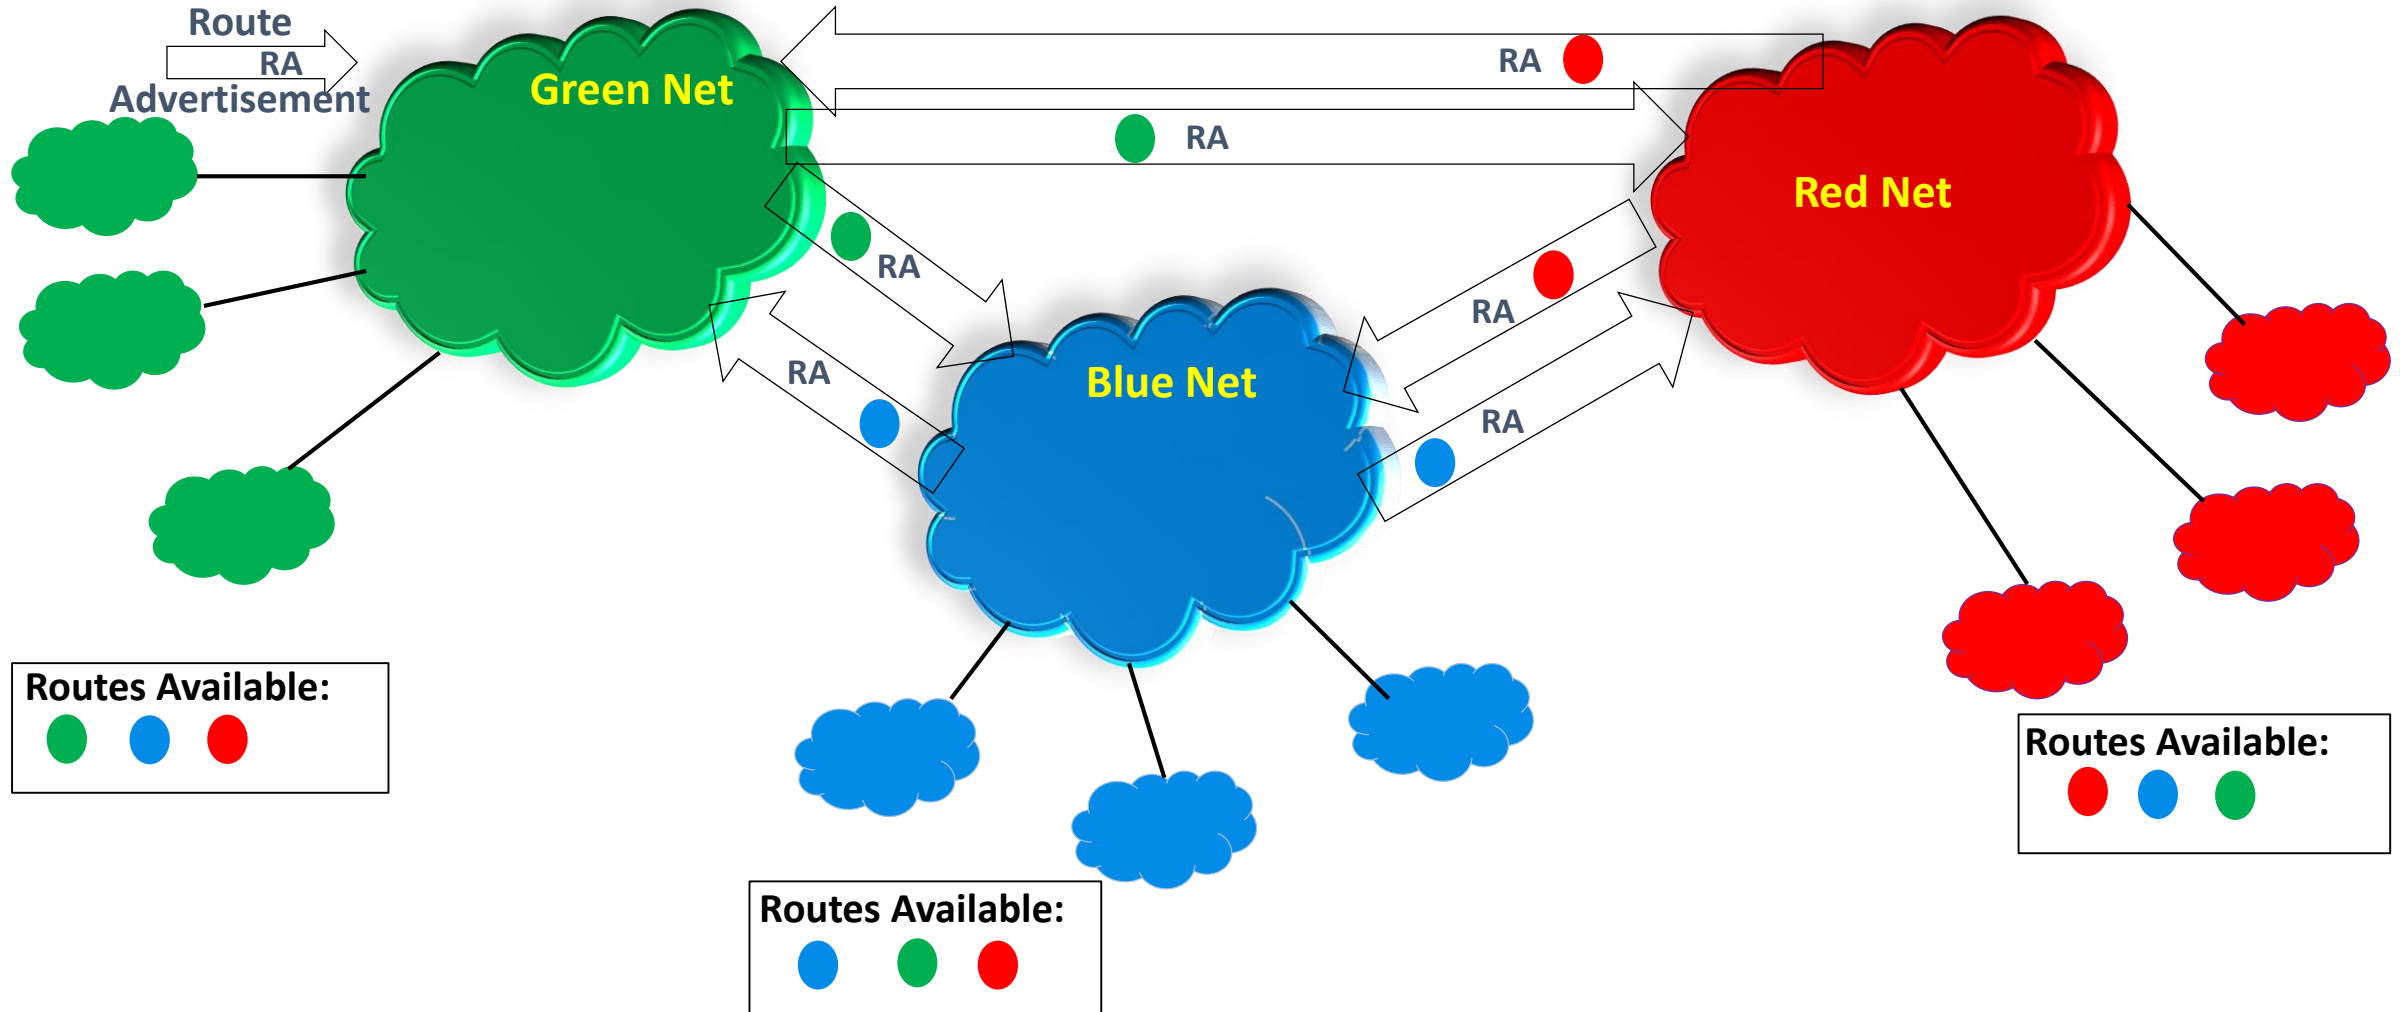 Route
RA
Advertisement
Green Net
RA
RA
Red Net
RA
RA
RA
RA
Blue Net
Routes Available:
Routes Available:
Routes Available: